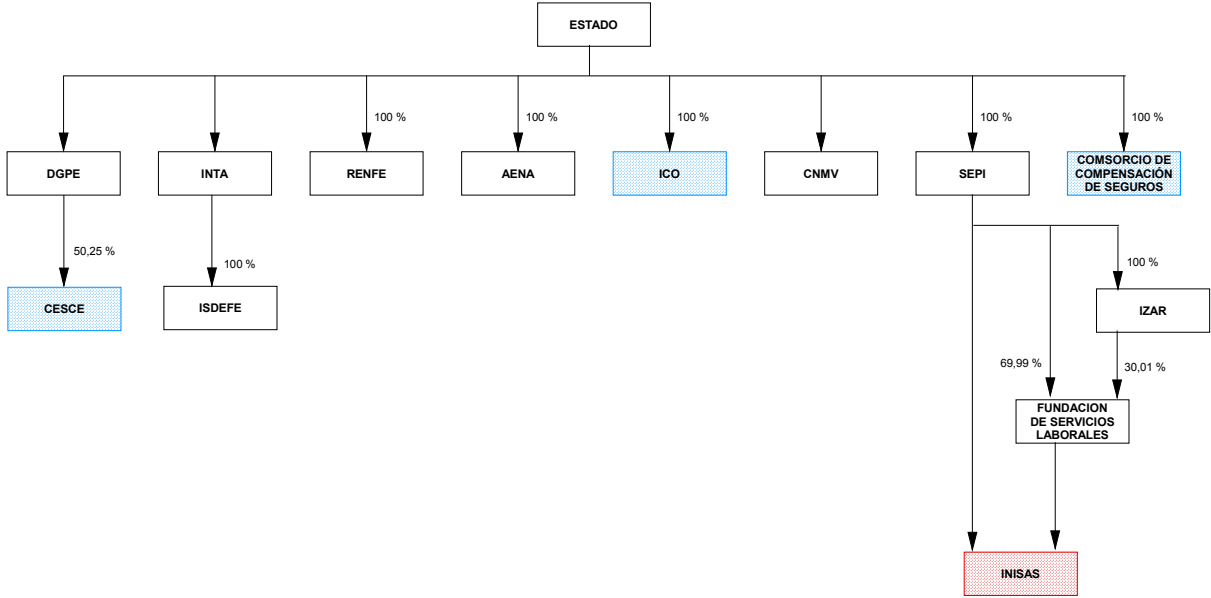 ESTADO
100 %
100 %
100 %
100 %
100 %
DGPE
INTA
RENFE
AENA
ICO
CNMV
SEPI
COMSORCIO DE
COMPENSACIÓN
DE SEGUROS
50,25 %
100 %
100 %
CESCE
ISDEFE
IZAR
69,99 %
30,01 %
FUNDACION
DE SERVICIOS
LABORALES
INISAS